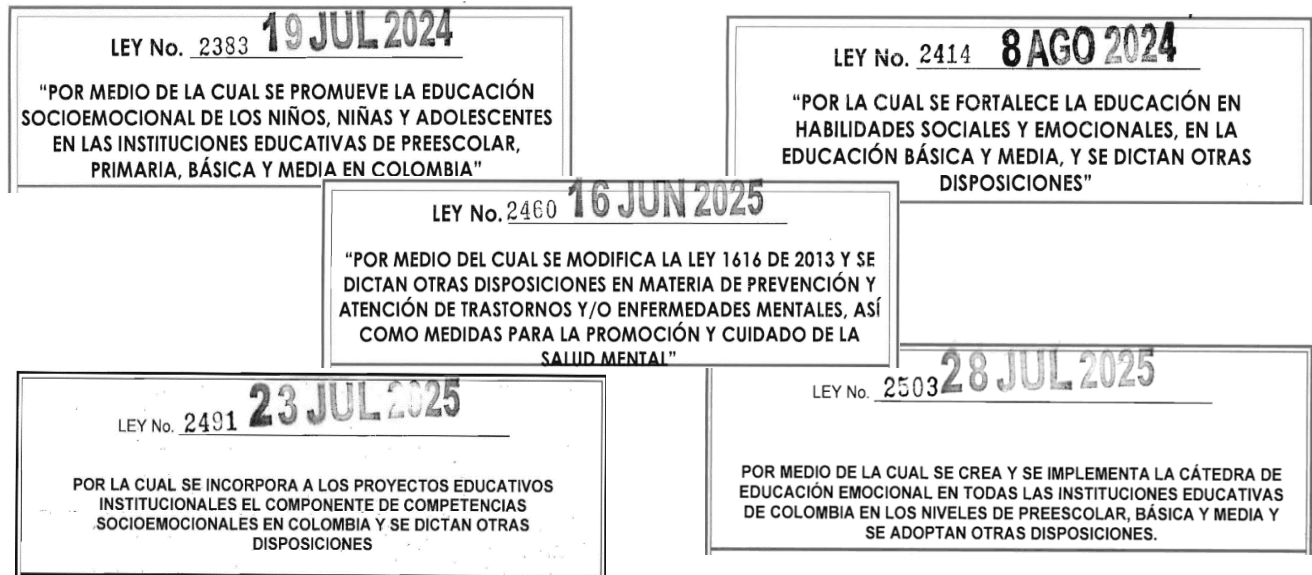 LEY No. 2383 19 JUL 2024
“POR MEDIO DE LA CUAL SE PROMUEVE LA EDUCACIÓN
SOCIOEMOCIONAL DE LOS NIÑOS, NIÑAS Y ADOLESCENTES
EN LAS INSTITUCIONES EDUCATIVAS DE PREESCOLAR,
PRIMARIA, BÁSICA Y MEDIA EN COLOMBIA”
LEY No. 2414 8 AGO 2024
“POR LA CUAL SE FORTALECE LA EDUCACIÓN EN
HABILIDADES SOCIALES Y EMOCIONALES, EN LA
EDUCACIÓN BÁSICA Y MEDIA, Y SE DICTAN OTRAS
DISPOSICIONES”
LEY No. 2460 16 JUN 2025
“POR MEDIO DEL CUAL SE MODIFICA LA LEY 1616 DE 2013 Y SE
DICTAN OTRAS DISPOSICIONES EN MATERIA DE PREVENCIÓN Y
ATENCIÓN DE TRASTORNOS Y/O ENFERMEDADES MENTALES, ASÍ
COMO MEDIDAS PARA LA PROMOCIÓN Y CUIDADO DE LA
SALUD MENTAL”
LEY No. 2491 23 JUL 2025
POR LA CUAL SE INCORPORA A LOS PROYECTOS EDUCATIVOS
INSTITUCIONALES EL COMPONENTE DE COMPETENCIAS
SOCIOEMOCIONALES EN COLOMBIA Y SE DICTAN OTRAS
DISPOSICIONES
LEY No. 2503 28 JUL 2025
POR MEDIO DE LA CUAL SE CREA Y SE IMPLEMENTA LA CÁTEDRA DE
EDUCACIÓN EMOCIONAL EN TODAS LAS INSTITUCIONES EDUCATIVAS
DE COLOMBIA EN LOS NIVELES DE PREESCOLAR, BÁSICA Y MEDIA Y
SE ADOPTAN OTRAS DISPOSICIONES.